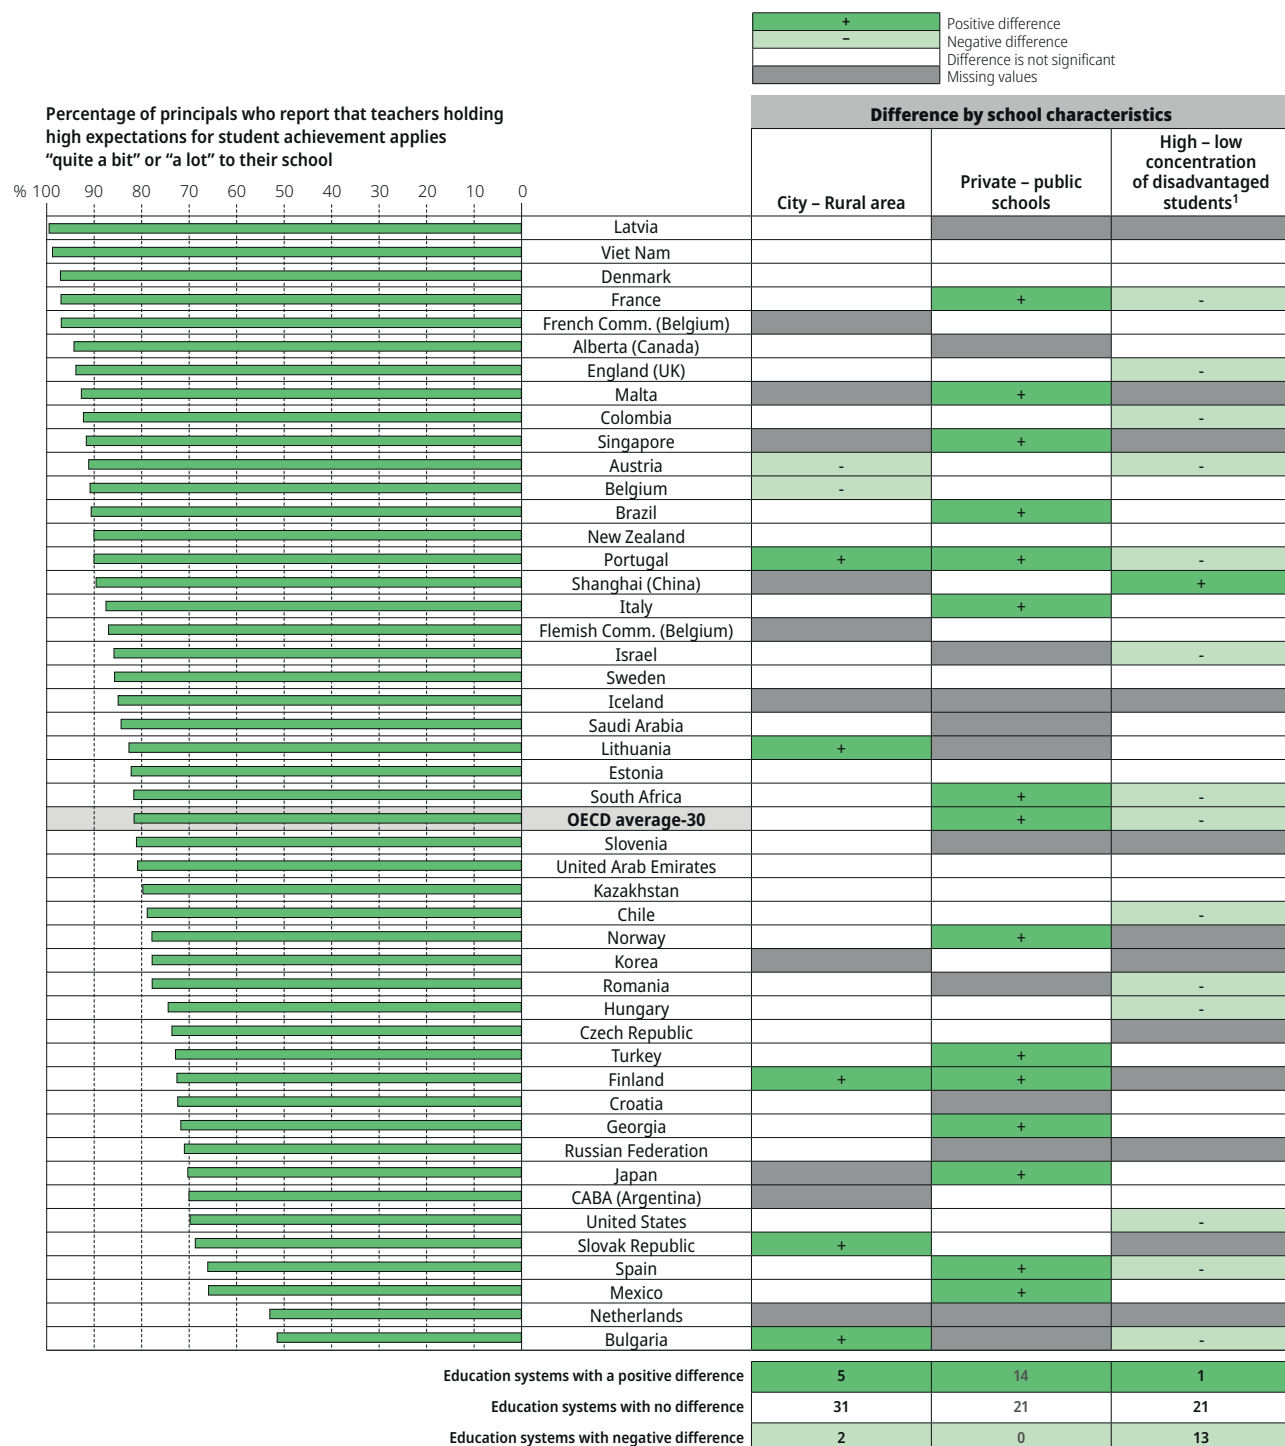 + Positive difference
– Negative difference
Difference is not significant
Missing values
Percentage of principals who report that teachers holding
high expectations for student achievement applies
“quite a bit” or “a lot” to their school
Difference by school characteristics
City – Rural area
Private – public
schools
High – low
concentration
of disadvantaged
students1
% 100 90 80 70 60 50 40 30 20 10 0
Latvia
Viet Nam
Denmark
France + -
French Comm. (Belgium)
Alberta (Canada)
England (UK) -
Malta +
Colombia -
Singapore +
Austria - -
Belgium -
Brazil +
New Zealand
Portugal + + -
Shanghai (China) +
Italy +
Flemish Comm. (Belgium)
Israel -
Sweden
Iceland
Saudi Arabia
Lithuania +
Estonia
South Africa + -
OECD average-30 + -
Slovenia
United Arab Emirates
Kazakhstan
Chile -
Norway +
Korea
Romania -
Hungary -
Czech Republic
Turkey +
Finland + +
Croatia
Georgia +
Russian Federation
Japan +
CABA (Argentina)
United States -
Slovak Republic +
Spain + -
Mexico +
Netherlands
Bulgaria + -
Education systems with a positive difference 5 14 1
Education systems with no difference 31 21 21
Education systems with negative difference 2 0 13